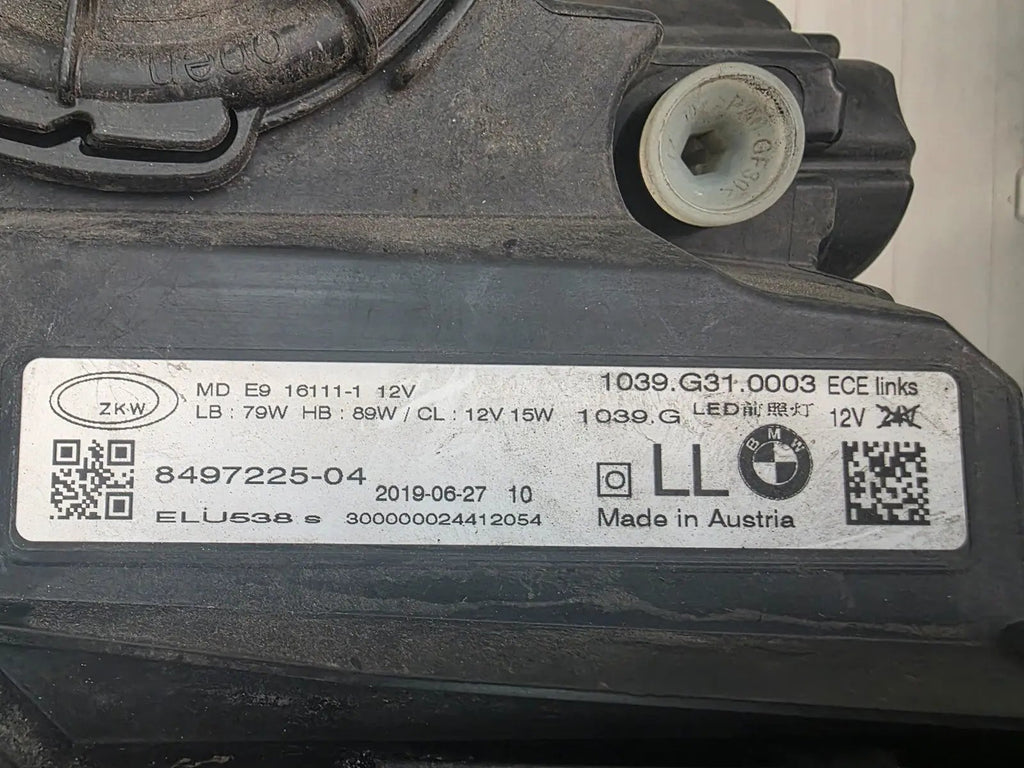 open
PA6 GF30<
ZKW
MD E9 16111-1 12V
LB : 79W HB : 89W / CL : 12V 15W
1039.G31.0003 ECE links
1039.G LED前照灯 12V 24V
8497225-04
2019-06-27 10
ELU538 s 300000024412054
LL
BMW
Made in Austria